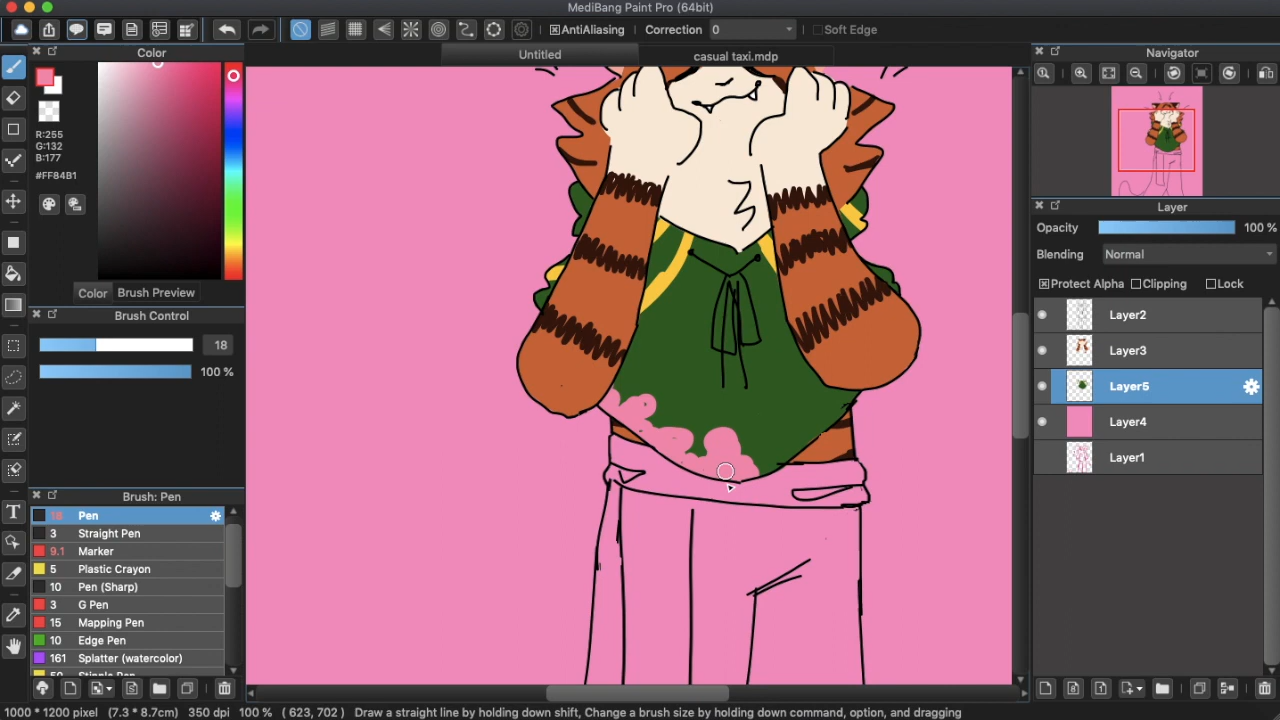 MediBang Paint Pro (64bit)
AntiAliasing Correction 0 Soft Edge
Untitled casual taxi.mdp
Color
R:255
G:132
B:177
#FF84B1
Color Brush Preview
Brush Control
18
100 %
Brush: Pen
18 Pen
3 Straight Pen
9.1 Marker
5 Plastic Crayon
10 Pen (Sharp)
3 G Pen
15 Mapping Pen
10 Edge Pen
161 Splatter (watercolor)
50 Stipple Pen
Navigator
Layer
Opacity 100 %
Blending Normal
Protect Alpha Clipping Lock
Layer2
Layer3
Layer5
Layer4
Layer1
1000 * 1200 pixel (7.3 * 8.7cm) 350 dpi 100 % ( 623, 702 ) Draw a straight line by holding down shift, Change a brush size by holding down command, option, and dragging